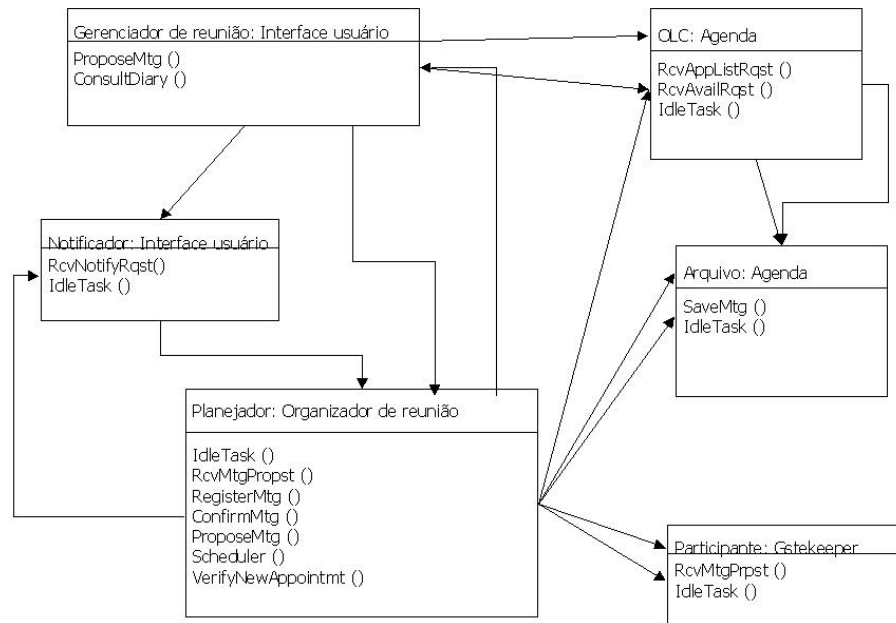 Gerenciador de reunião: Interface usuário
ProposeMtg ()
ConsultDiary ()
OLC: Agenda
RcvAppListRqst ()
RcvAvailRqst ()
IdleTask ()
Notificador: Interface usuário
RcvNotifyRqst()
IdleTask ()
Arquivo: Agenda
SaveMtg ()
IdleTask ()
Planejador: Organizador de reunião
IdleTask ()
RcvMtgPropst ()
RegisterMtg ()
ConfirmMtg ()
ProposeMtg ()
Scheduler ()
VerifyNewAppointmt ()
Participante: Gstekeeper
RcvMtgPrpst ()
IdleTask ()